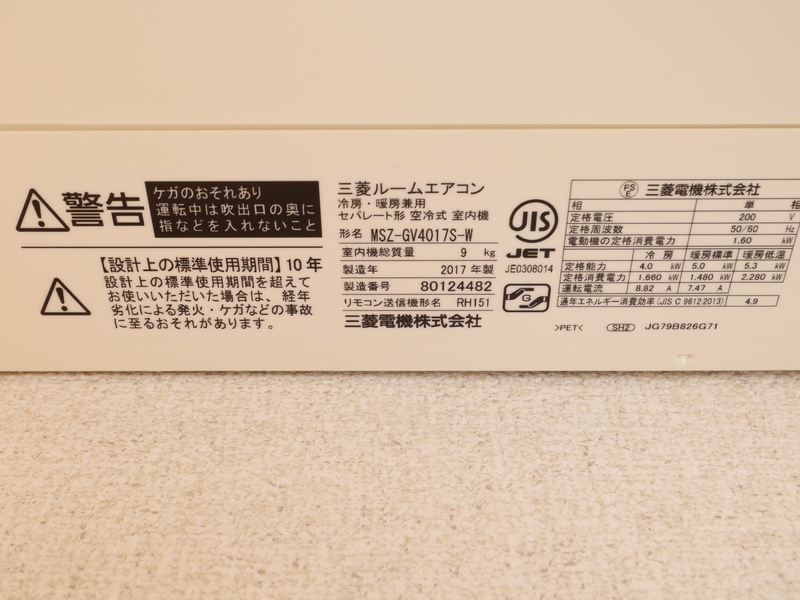 警告
ケガのおそれあり
運転中は吹出口の奥に
指などを入れないこと
【設計上の標準使用期間】10年
設計上の標準使用期間を超えて
お使いいただいた場合は、経年
劣化による発火・ケガなどの事故
に至るおそれがあります。
三菱ルームエアコン
冷房・暖房兼用
セパレート形 空冷式 室内機
形名 MSZ-GV4017S-W
室内機総質量 9 kg
製造年 2017年製
製造番号 80124482
リモコン送信機形名 RH151
三菱電機株式会社
JIS
JET
JE0308014
G
PSE 三菱電機株式会社
相 単 相
定格電圧 200 V
定格周波数 50/60 Hz
電動機の定格消費電力 1.60 kW
冷房 暖房標準 暖房低温
定格能力 4.0 kW 5.0 kW 5.3 kW
定格消費電力 1.660 kW 1.480 kW 2.280 kW
運転電流 8.82 A 7.47 A
通年エネルギー消費効率(JIS C 9612:2013) 4.9
>PET< SH2 JG79B826G71